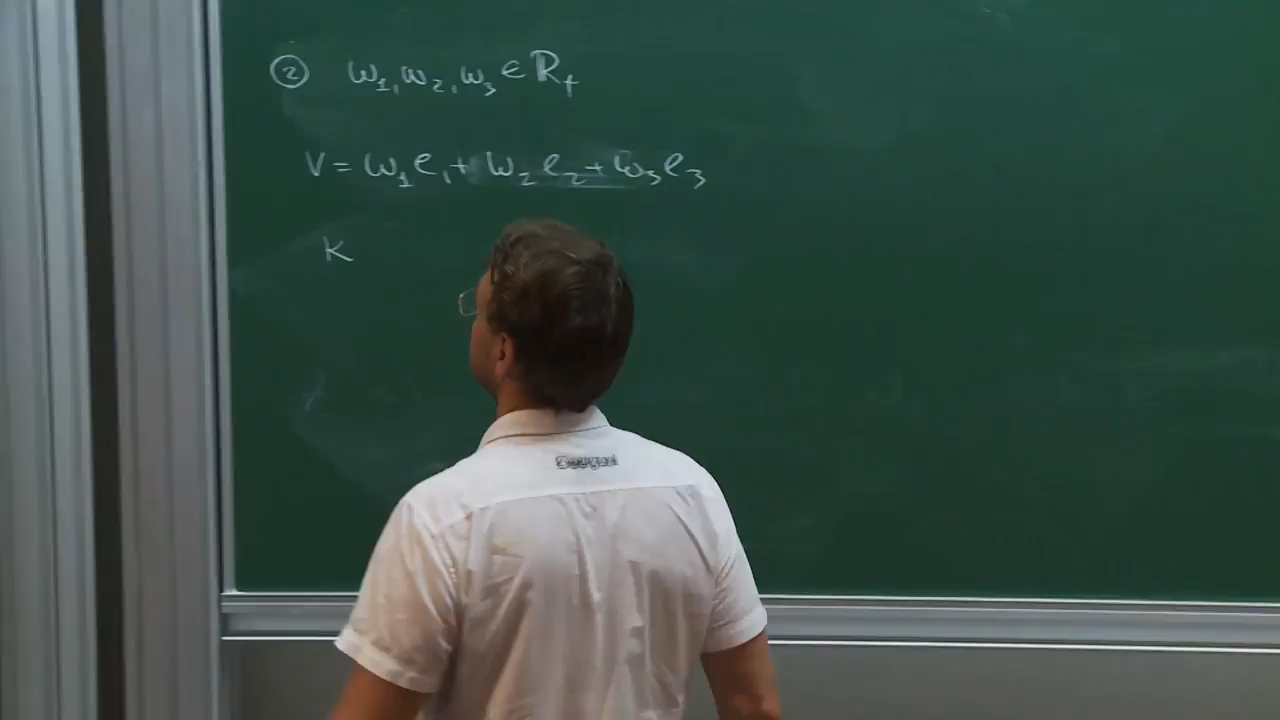 ② ω₁, ω₂, ω₃ ∈ ℝ₊
V = ω₁e₁ + ω₂e₂ + ω₃e₃
K